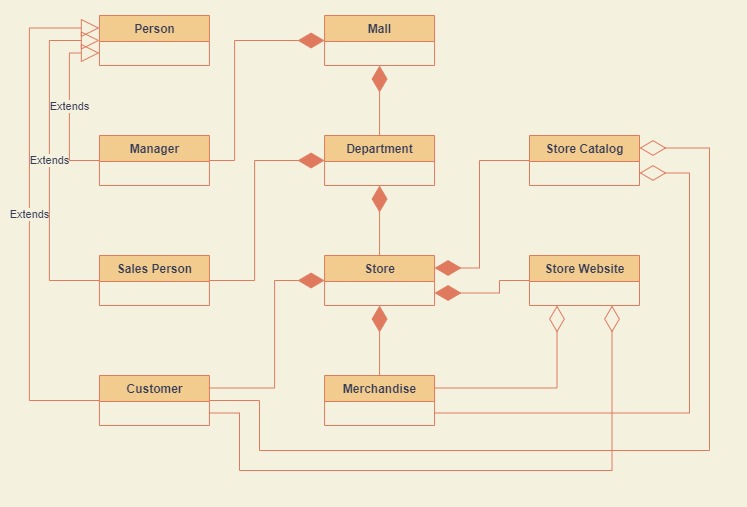 Person
Mall
Extends
Manager
Department
Store Catalog
Extends
Extends
Sales Person
Store
Store Website
Customer
Merchandise